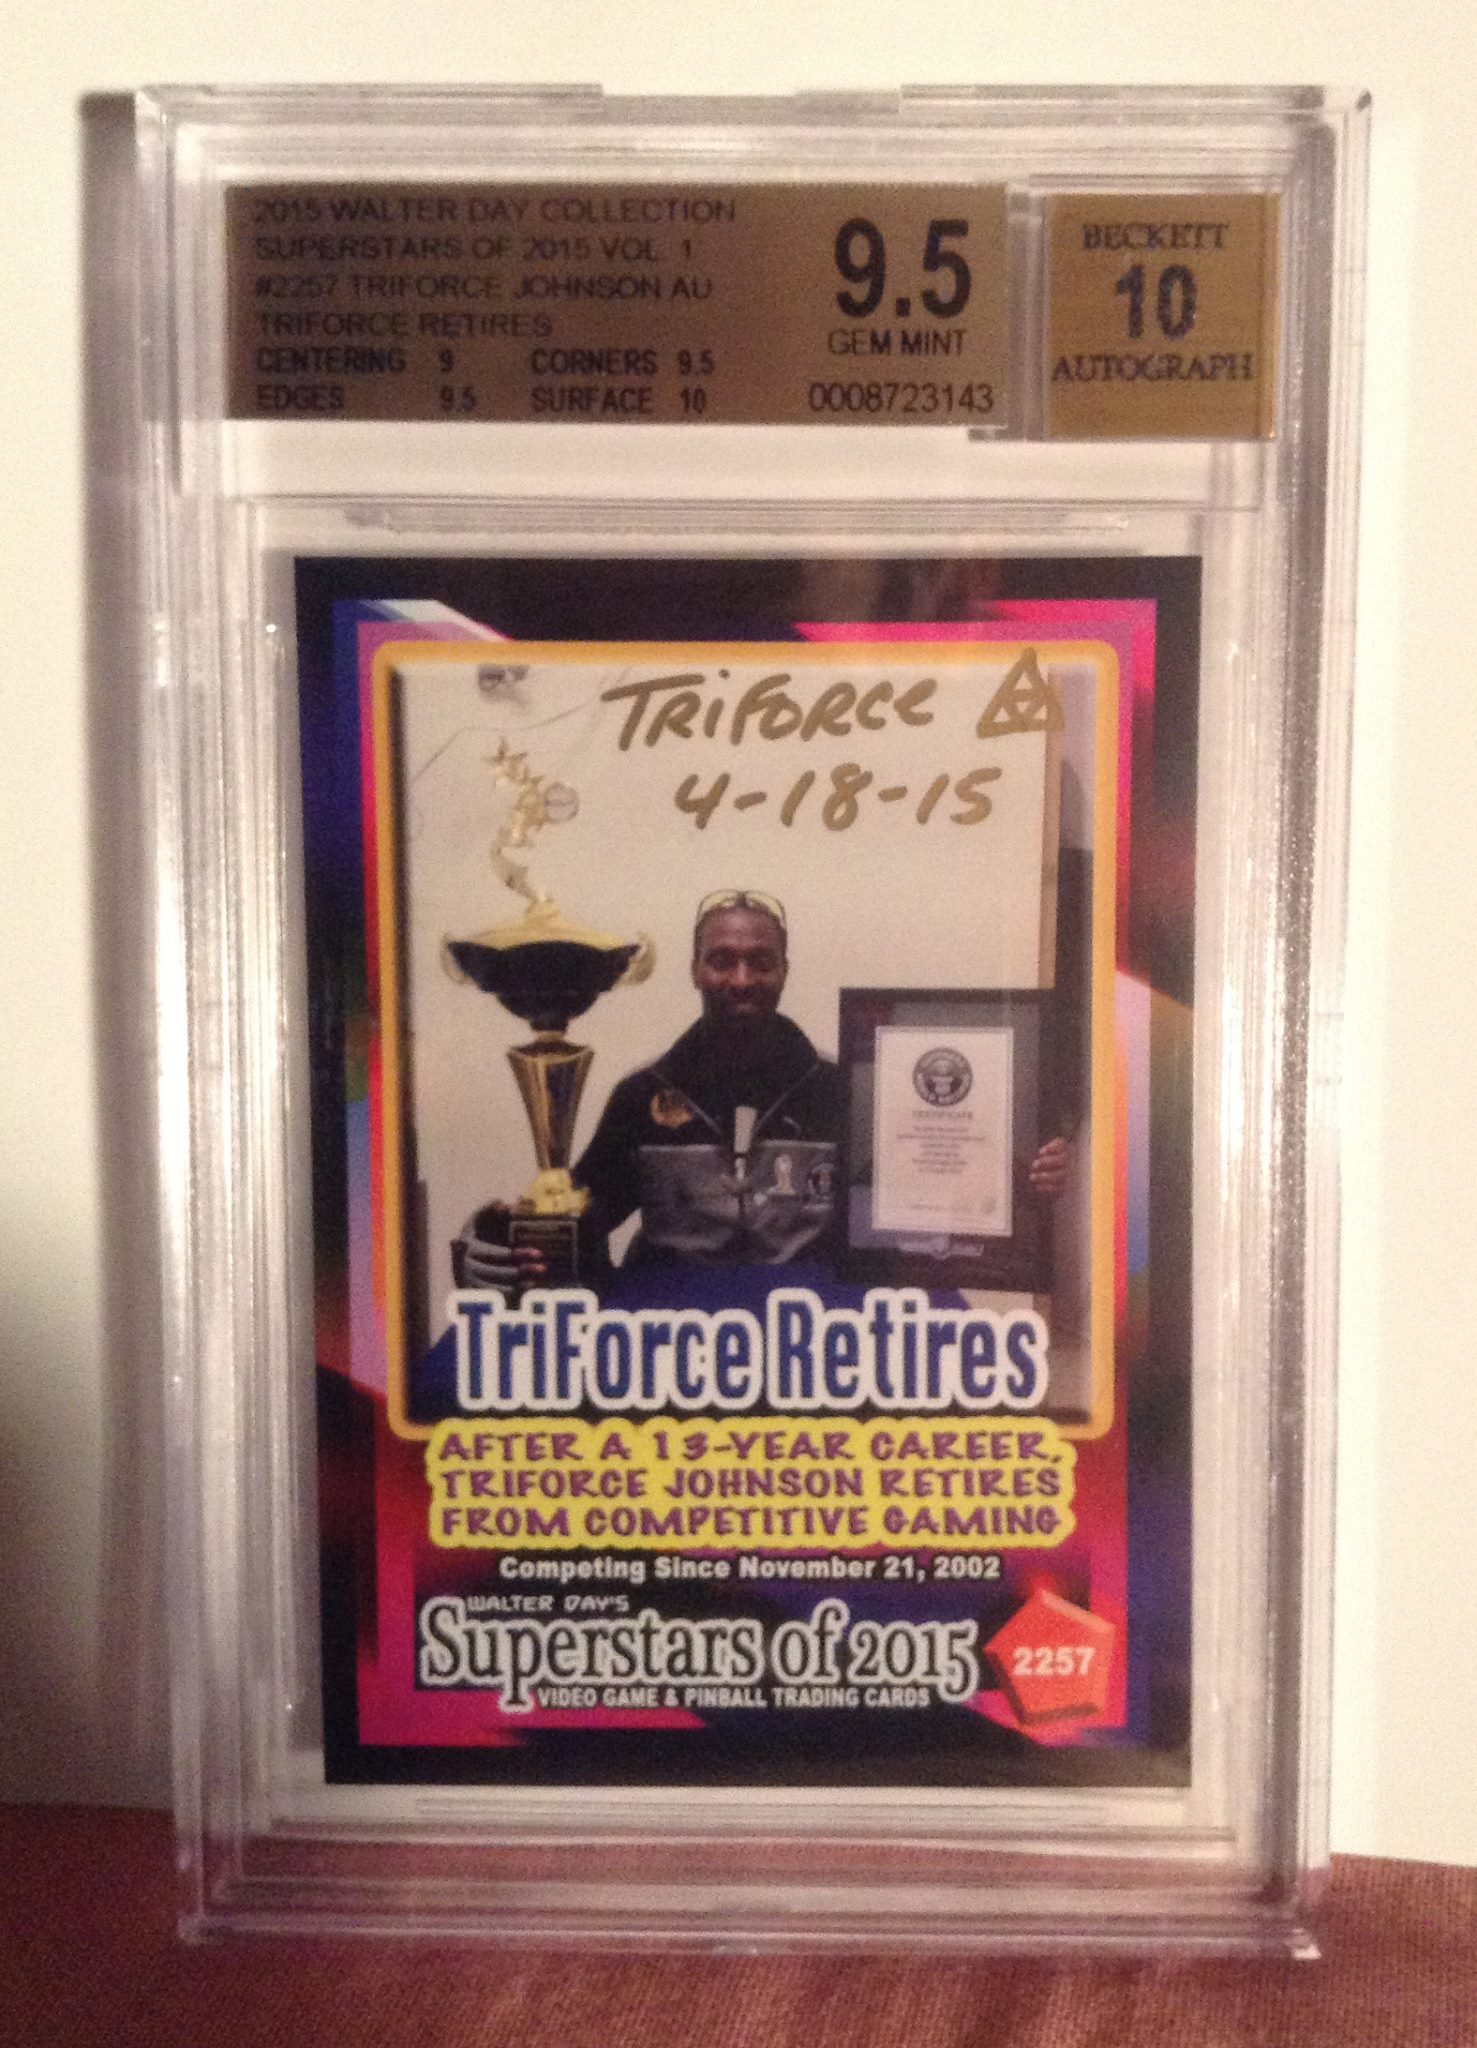 2015 WALTER DAY COLLECTION
SUPERSTARS OF 2015 VOL. 1
#2257 TRIFORCE JOHNSON AU
TRIFORCE RETIRES
CENTERING 9 CORNERS 9.5
EDGES 9.5 SURFACE 10
9.5
GEM MINT
0008723143
BECKETT
10
AUTOGRAPH
TRIFORCE
4-18-15
CERTIFICATE
TriForce Retires
AFTER A 13-YEAR CAREER,
TRIFORCE JOHNSON RETIRES
FROM COMPETITIVE GAMING
Competing Since November 21, 2002
WALTER DAY'S
Superstars of 2015
VIDEO GAME & PINBALL TRADING CARDS
2257